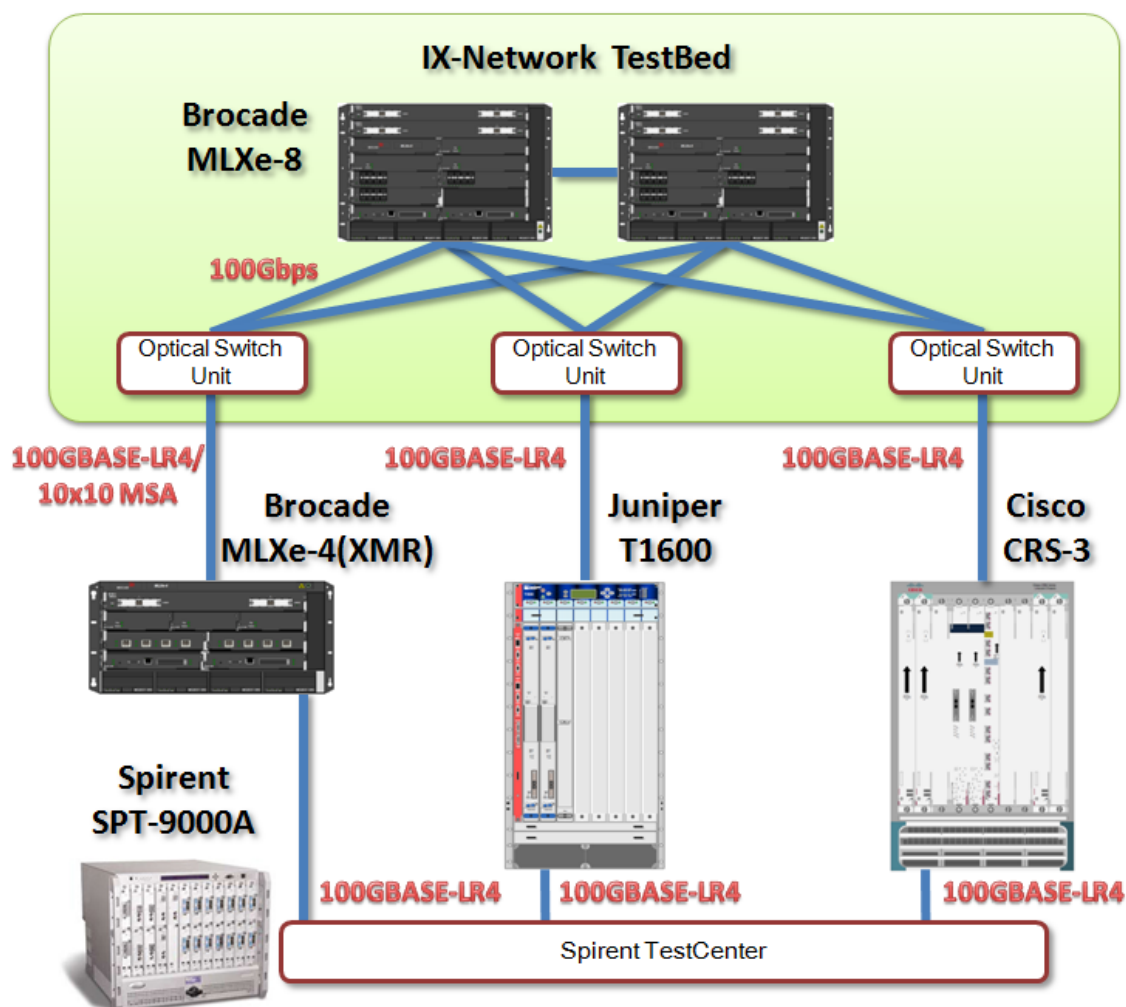 IX-Network TestBed
Brocade
MLXe-8
100Gbps
Optical Switch
Unit
Optical Switch
Unit
Optical Switch
Unit
100GBASE-LR4/
10x10 MSA
100GBASE-LR4
100GBASE-LR4
Brocade
MLXe-4(XMR)
Juniper
T1600
Cisco
CRS-3
Spirent
SPT-9000A
100GBASE-LR4
100GBASE-LR4
100GBASE-LR4
Spirent TestCenter